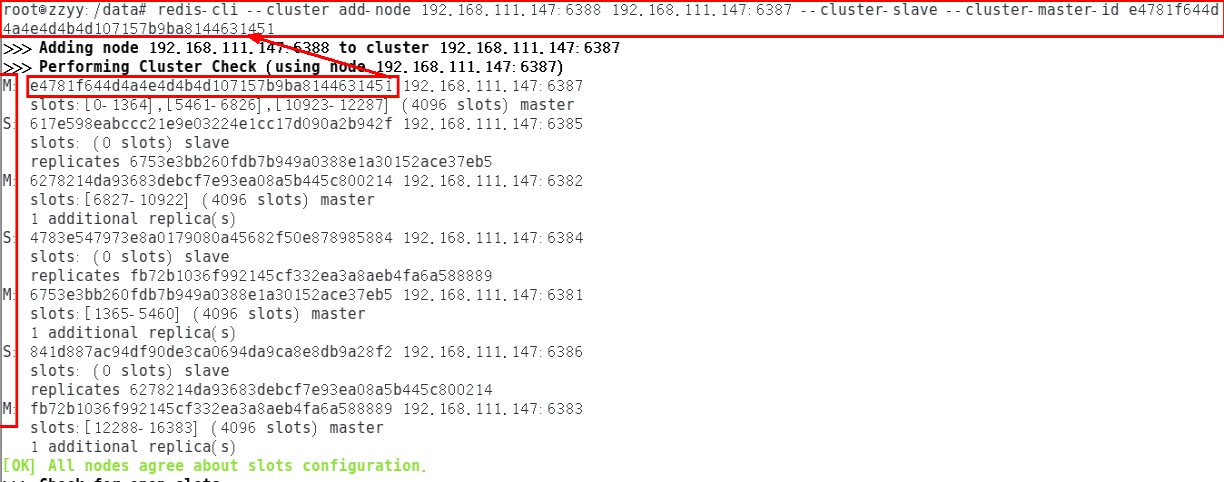 root@zzyy:/data# redis-cli --cluster add-node 192.168.111.147:6388 192.168.111.147:6387 --cluster-slave --cluster-master-id e4781f644d
4a4e4d4b4d107157b9ba8144631451
>>> Adding node 192.168.111.147:6388 to cluster 192.168.111.147:6387
>>> Performing Cluster Check (using node 192.168.111.147:6387)
M: e4781f644d4a4e4d4b4d107157b9ba8144631451 192.168.111.147:6387
slots:[0-1364],[5461-6826],[10923-12287] (4096 slots) master
S: 617e598eabccc21e9e03224e1cc17d090a2b942f 192.168.111.147:6385
slots: (0 slots) slave
replicates 6753e3bb260fdb7b949a0388e1a30152ace37eb5
M: 6278214da93683debcf7e93ea08a5b445c800214 192.168.111.147:6382
slots:[6827-10922] (4096 slots) master
1 additional replica(s)
S: 4783e547973e8a0179080a45682f50e878985884 192.168.111.147:6384
slots: (0 slots) slave
replicates fb72b1036f992145cf332ea3a8aeb4fa6a588889
M: 6753e3bb260fdb7b949a0388e1a30152ace37eb5 192.168.111.147:6381
slots:[1365-5460] (4096 slots) master
1 additional replica(s)
S: 841d887ac94df90de3ca0694da9ca8e8db9a28f2 192.168.111.147:6386
slots: (0 slots) slave
replicates 6278214da93683debcf7e93ea08a5b445c800214
M: fb72b1036f992145cf332ea3a8aeb4fa6a588889 192.168.111.147:6383
slots:[12288-16383] (4096 slots) master
1 additional replica(s)
[OK] All nodes agree about slots configuration.
>>> Check for open slots